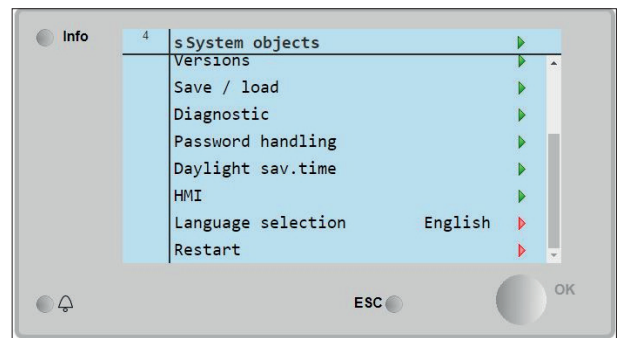 Info
4
sSystem objects
Versions
Save / load
Diagnostic
Password handling
Daylight sav.time
HMI
Language selection English
Restart
ESC
OK